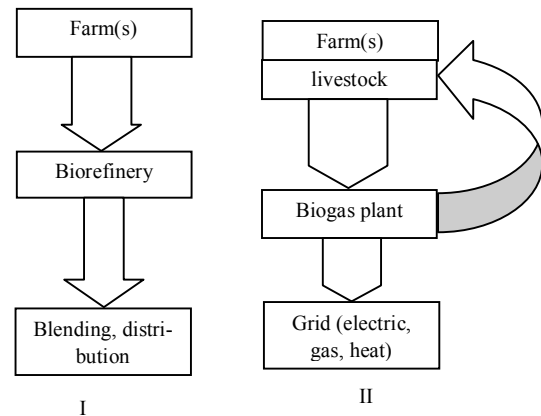 Farm(s)
Biorefinery
Blending, distri-
bution
I
Farm(s)
livestock
Biogas plant
Grid (electric,
gas, heat)
II